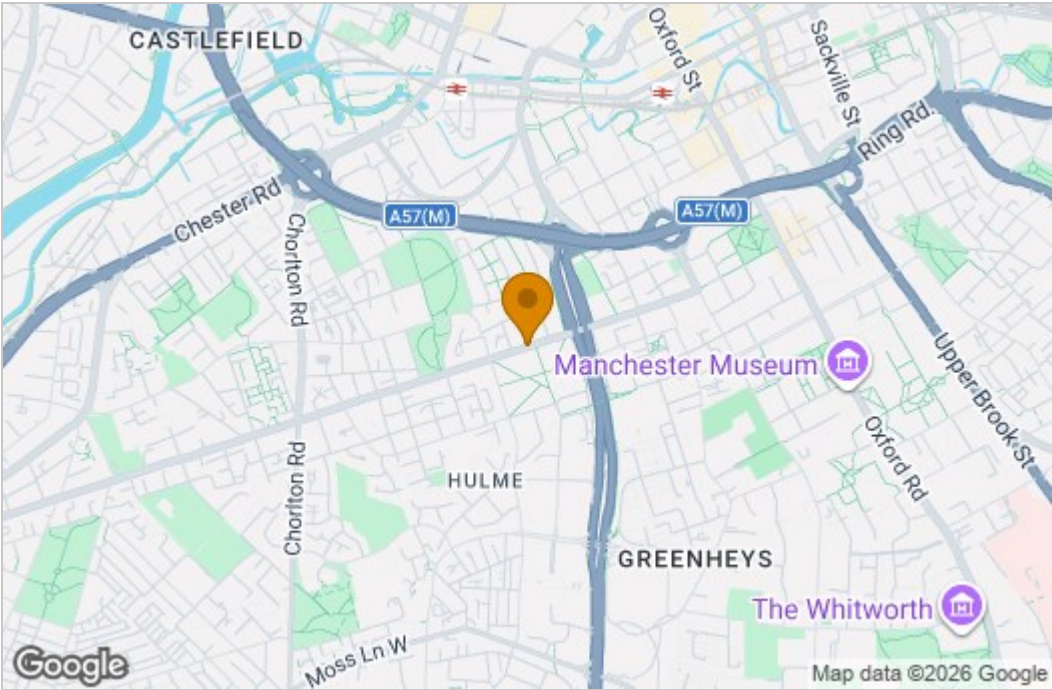 CASTLEFIELD
Oxford St
Sackville St
Ring Rd.
Chester Rd
A57(M)
A57(M)
Chorlton Rd
Manchester Museum
Upper Brook St
Oxford Rd
Chorlton Rd
HULME
GREENHEYS
The Whitworth
Moss Ln W
Google
Map data ©2026 Google